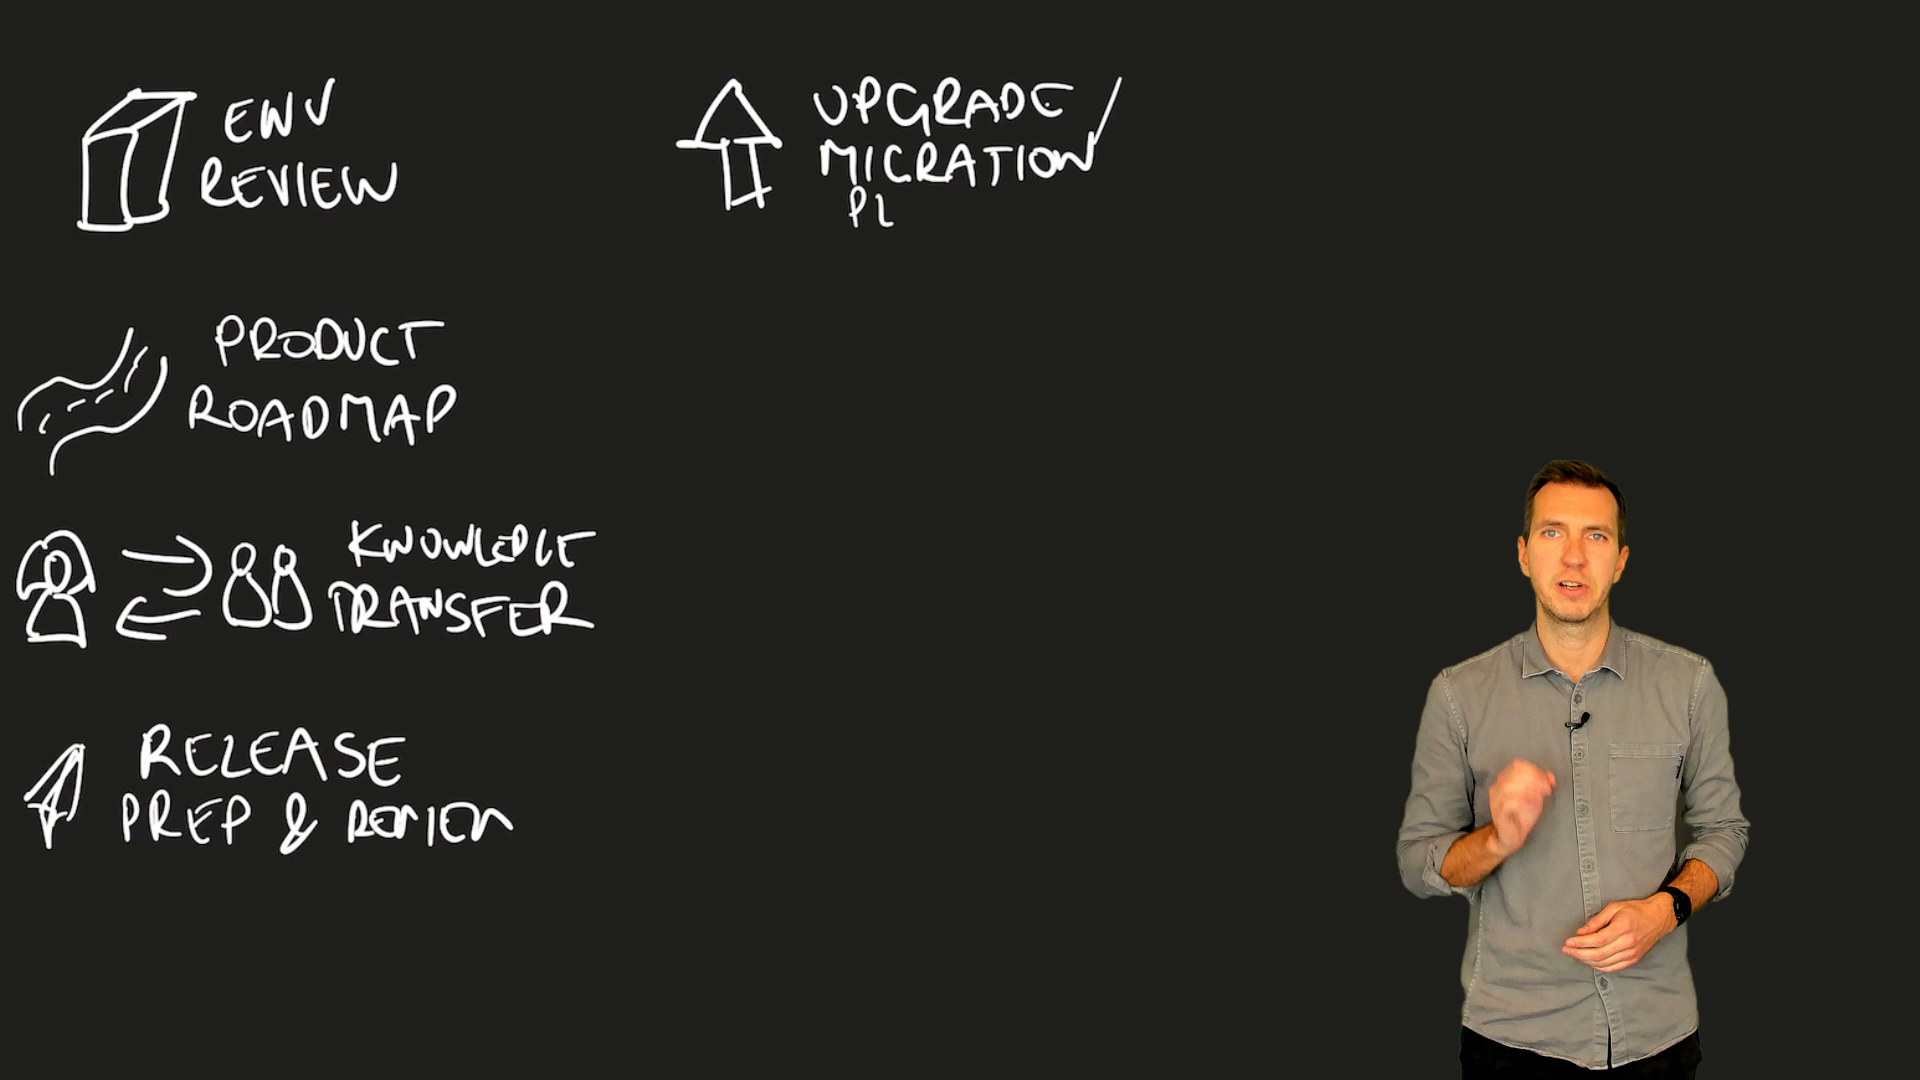 ENV
REVIEW
UPGRADE /
MIGRATION
PL
PRODUCT
ROADMAP
KNOWLEDGE
TRANSFER
RELEASE
PREP & REVIEW